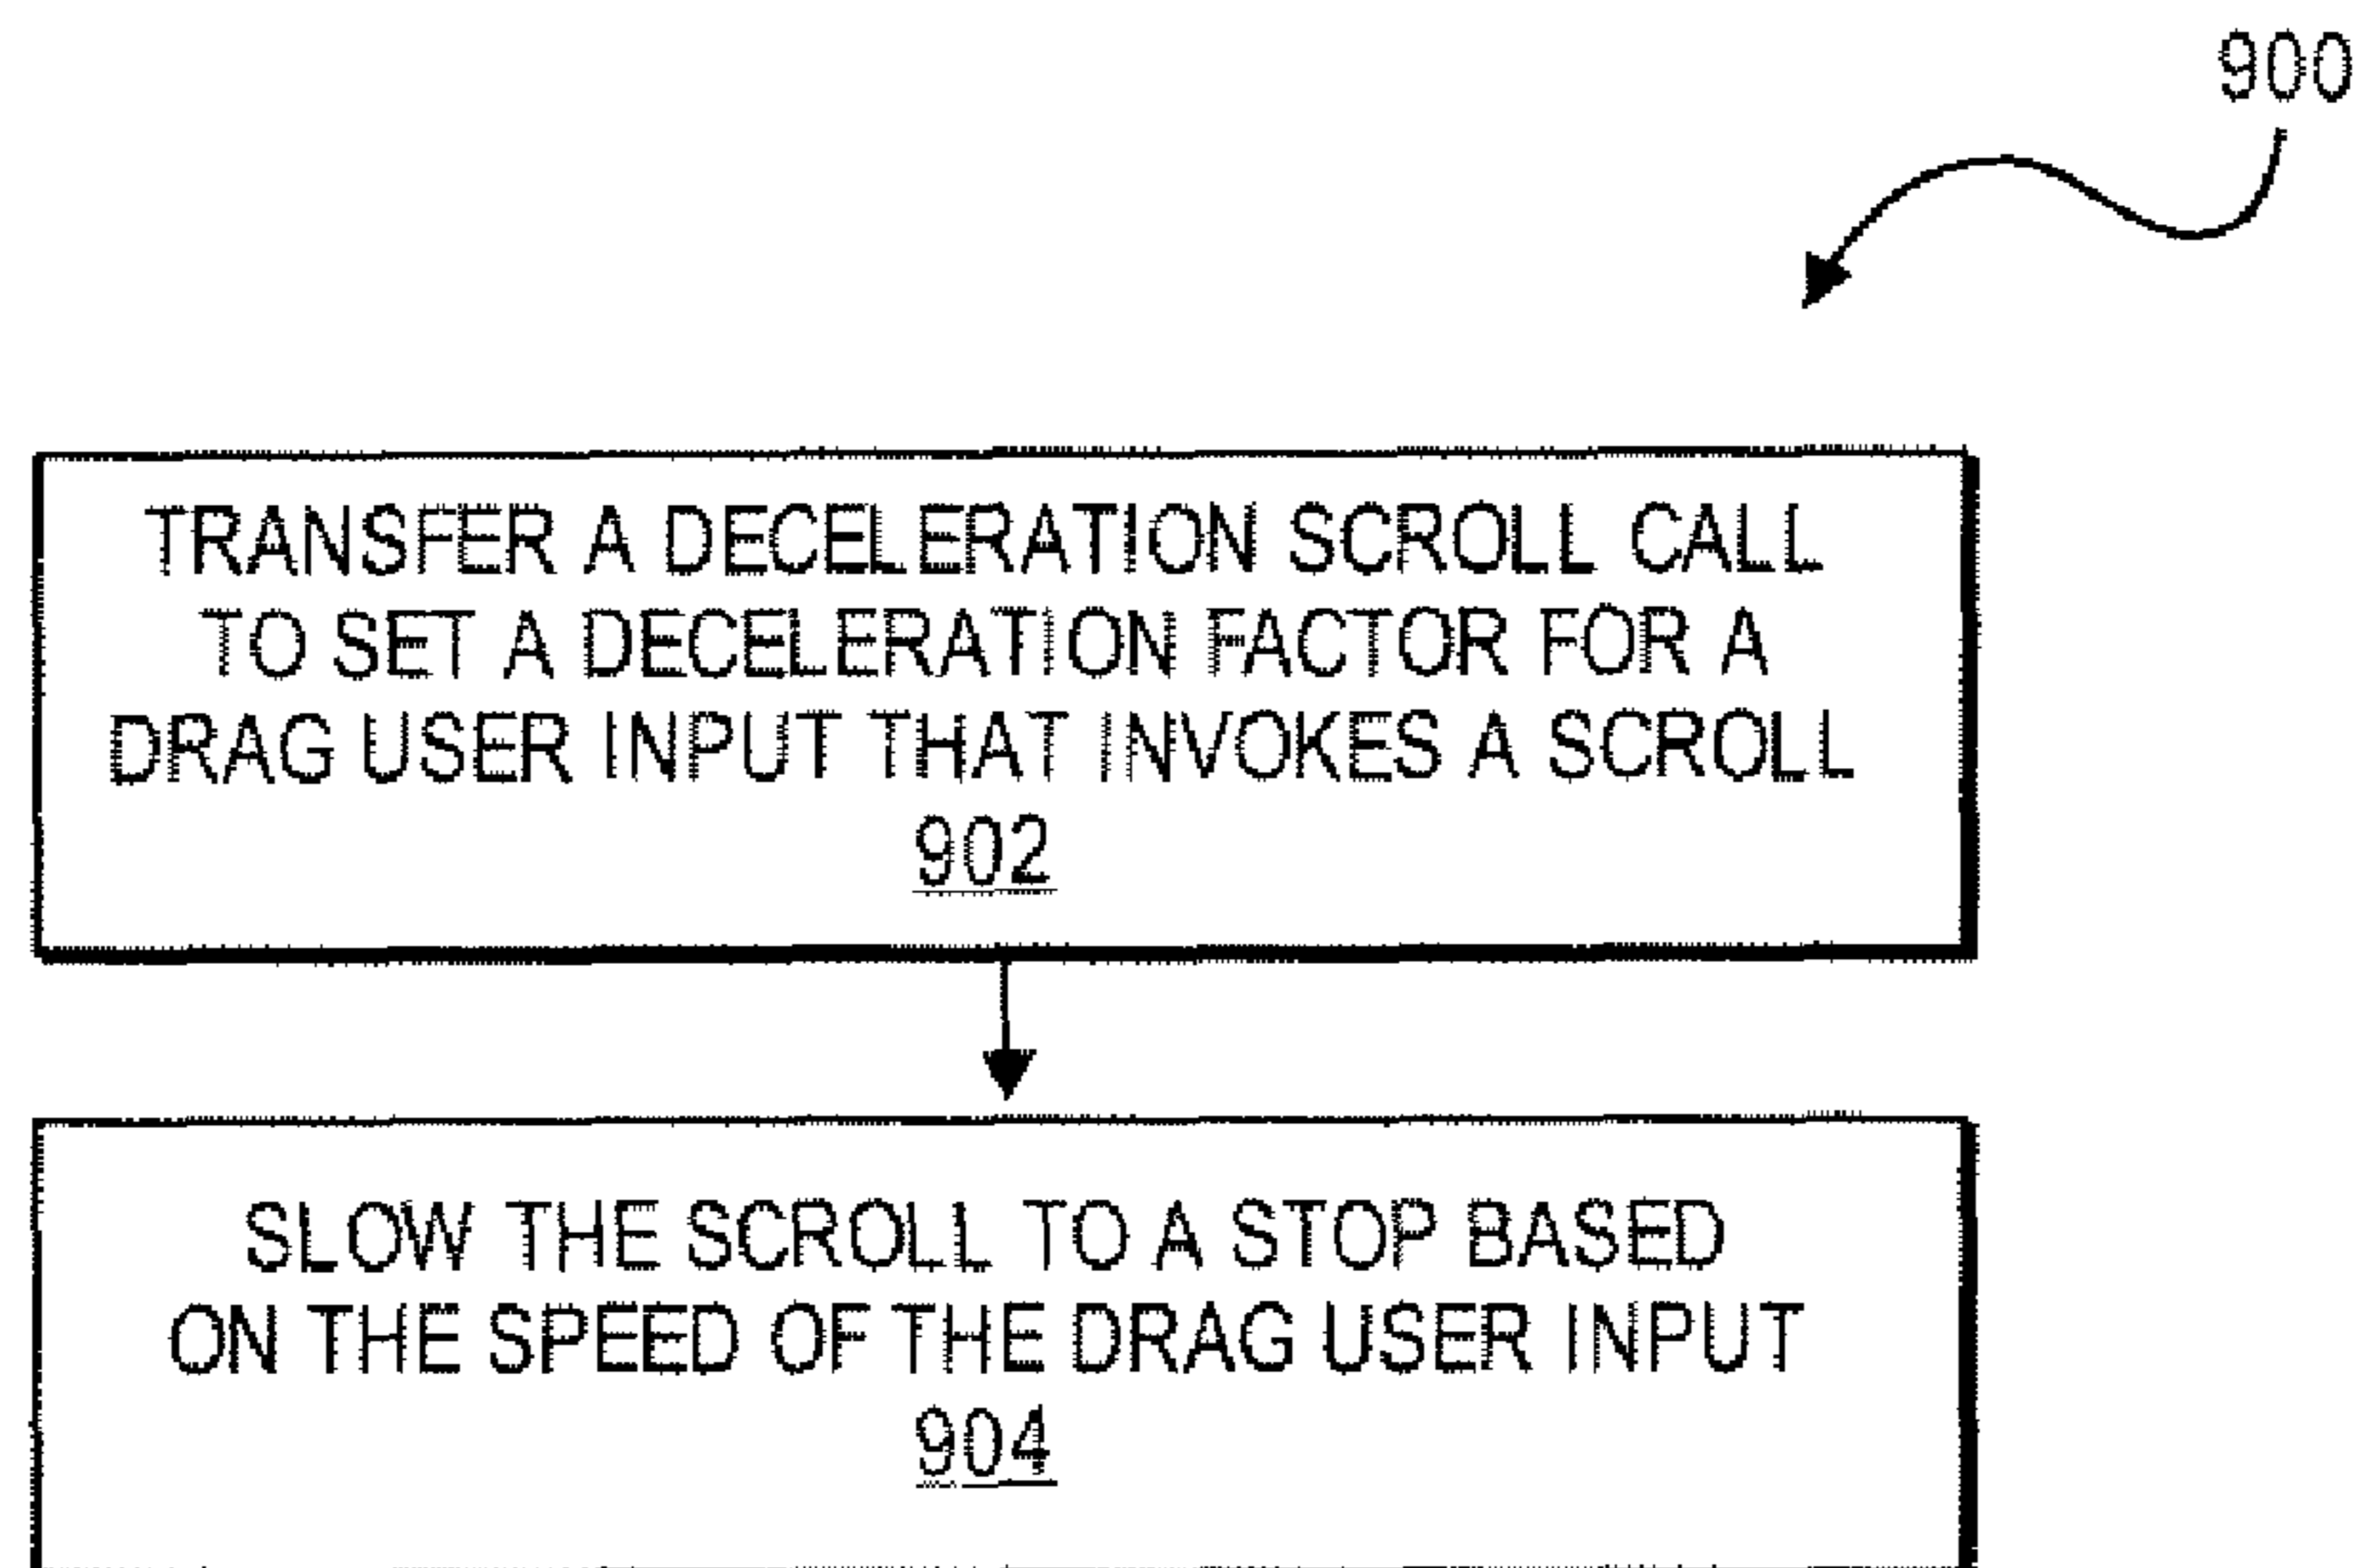 900
TRANSFER A DECELERATION SCROLL CALL
TO SET A DECELERATION FACTOR FOR A
DRAG USER INPUT THAT INVOKES A SCROLL
902
SLOW THE SCROLL TO A STOP BASED
ON THE SPEED OF THE DRAG USER INPUT
904